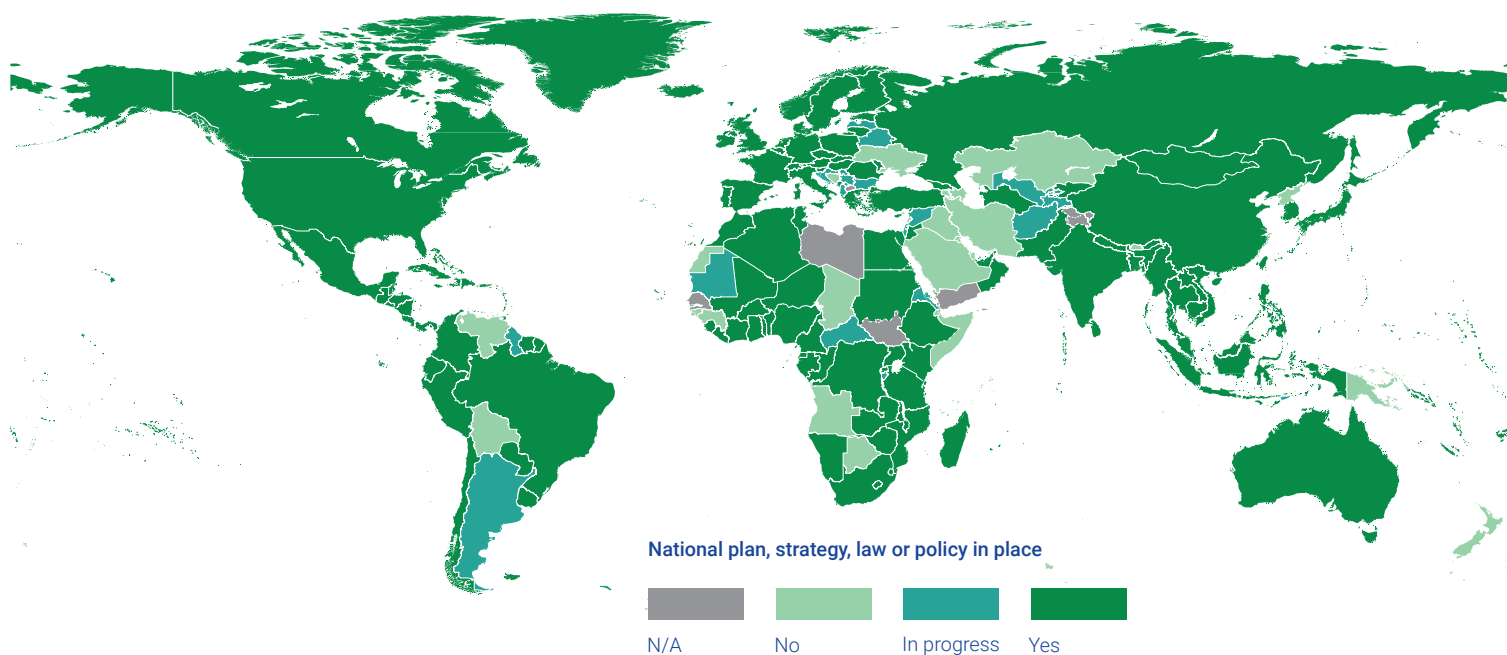 National plan, strategy, law or policy in place
N/A
No
In progress
Yes